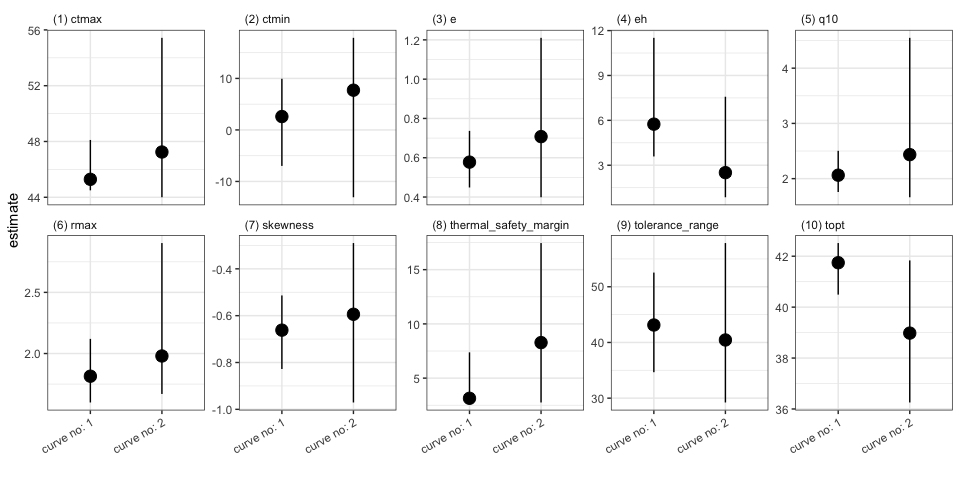 (1) ctmax
(2) ctmin
(3) e
(4) eh
(5) q10
56
52
48
44
10
0
-10
1.2
1.0
0.8
0.6
0.4
12
9
6
3
4
3
2
estimate
(6) rmax
(7) skewness
(8) thermal_safety_margin
(9) tolerance_range
(10) topt
2.5
2.0
-0.4
-0.6
-0.8
-1.0
15
10
5
50
40
30
42
40
38
36
curve no: 1
curve no: 2
curve no: 1
curve no: 2
curve no: 1
curve no: 2
curve no: 1
curve no: 2
curve no: 1
curve no: 2